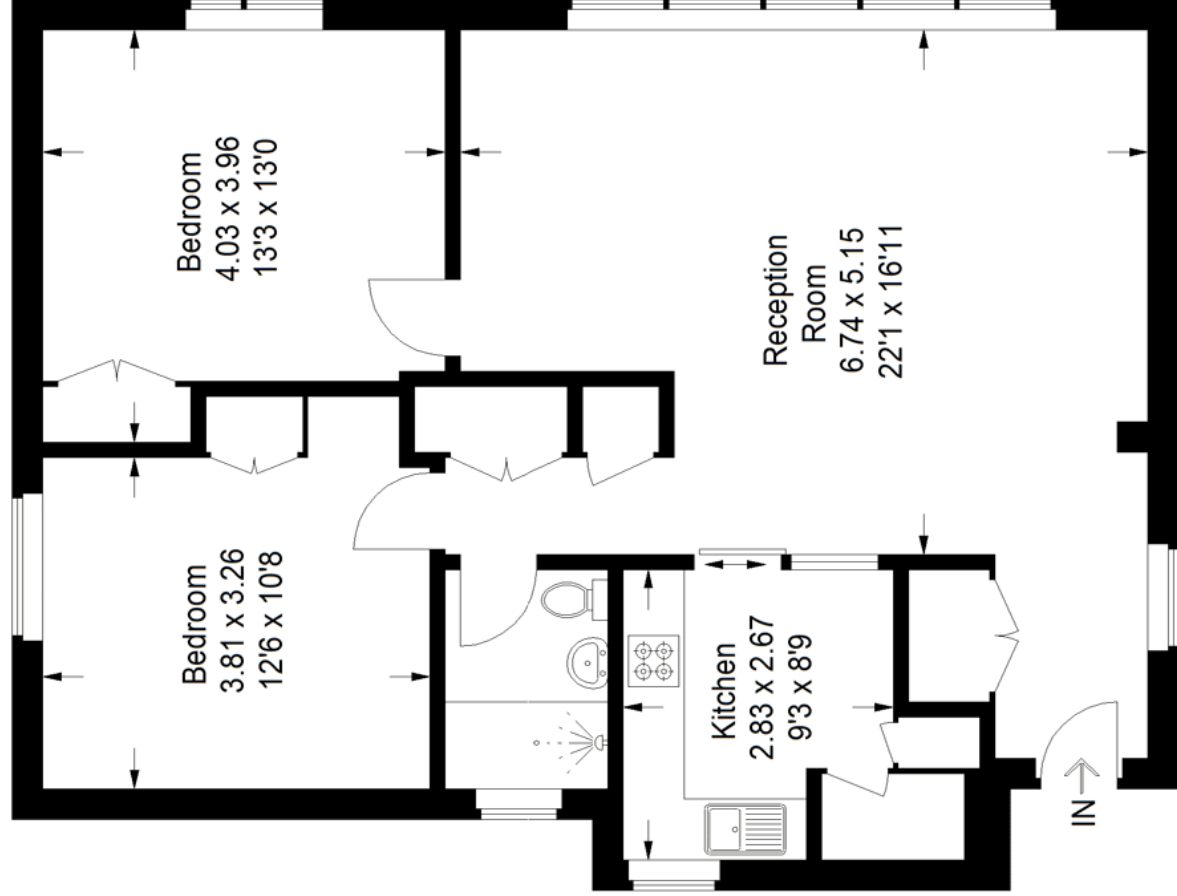 Bedroom
4.03 x 3.96
13'3 x 13'0
Reception
Room
6.74 x 5.15
22'1 x 16'11
Bedroom
3.81 x 3.26
12'6 x 10'8
Kitchen
2.83 x 2.67
9'3 x 8'9
IN